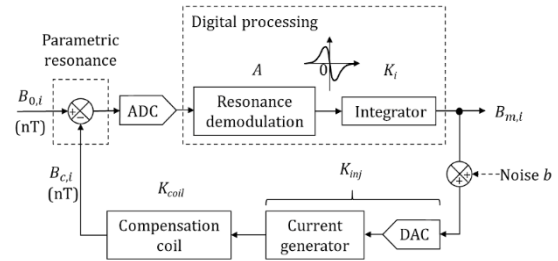 Digital processing
Parametric
resonance
A
0
K_i
B_{0,i}
(nT)
+
−
ADC
Resonance
demodulation
Integrator
B_{m,i}
B_{c,i}
(nT)
K_{coil}
K_{inj}
+
+
Noise b
Compensation
coil
Current
generator
DAC